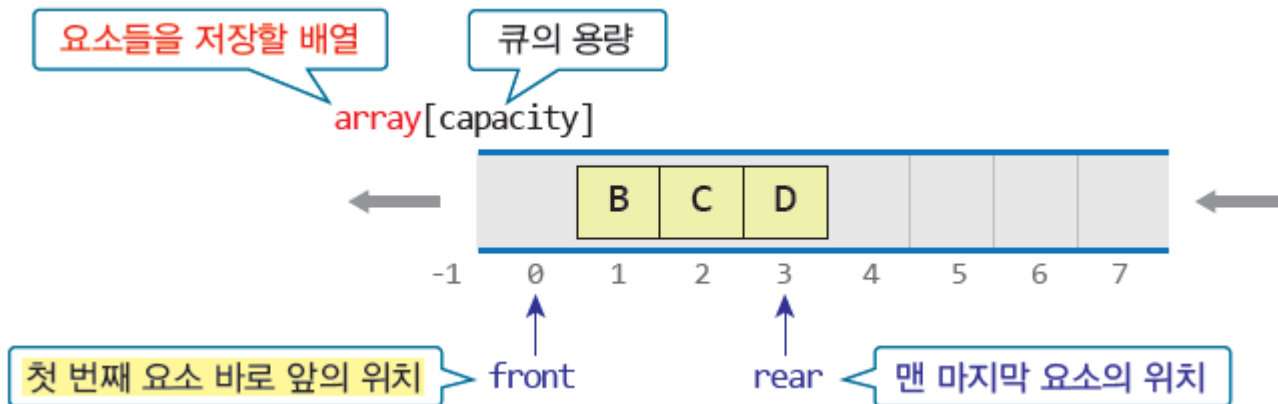 요소들을 저장할 배열
큐의 용량
array[capacity]
B C D
-1 0 1 2 3 4 5 6 7
첫 번째 요소 바로 앞의 위치
front
rear
맨 마지막 요소의 위치